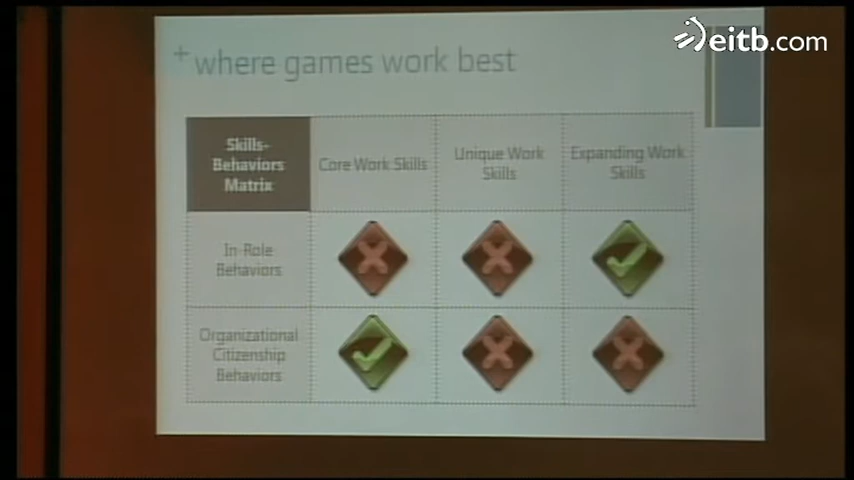 eitb.com
+ where games work best
Skills-
Behaviors
Matrix
Core Work Skills
Unique Work
Skills
Expanding Work
Skills
In-Role
Behaviors
Organizational
Citizenship
Behaviors